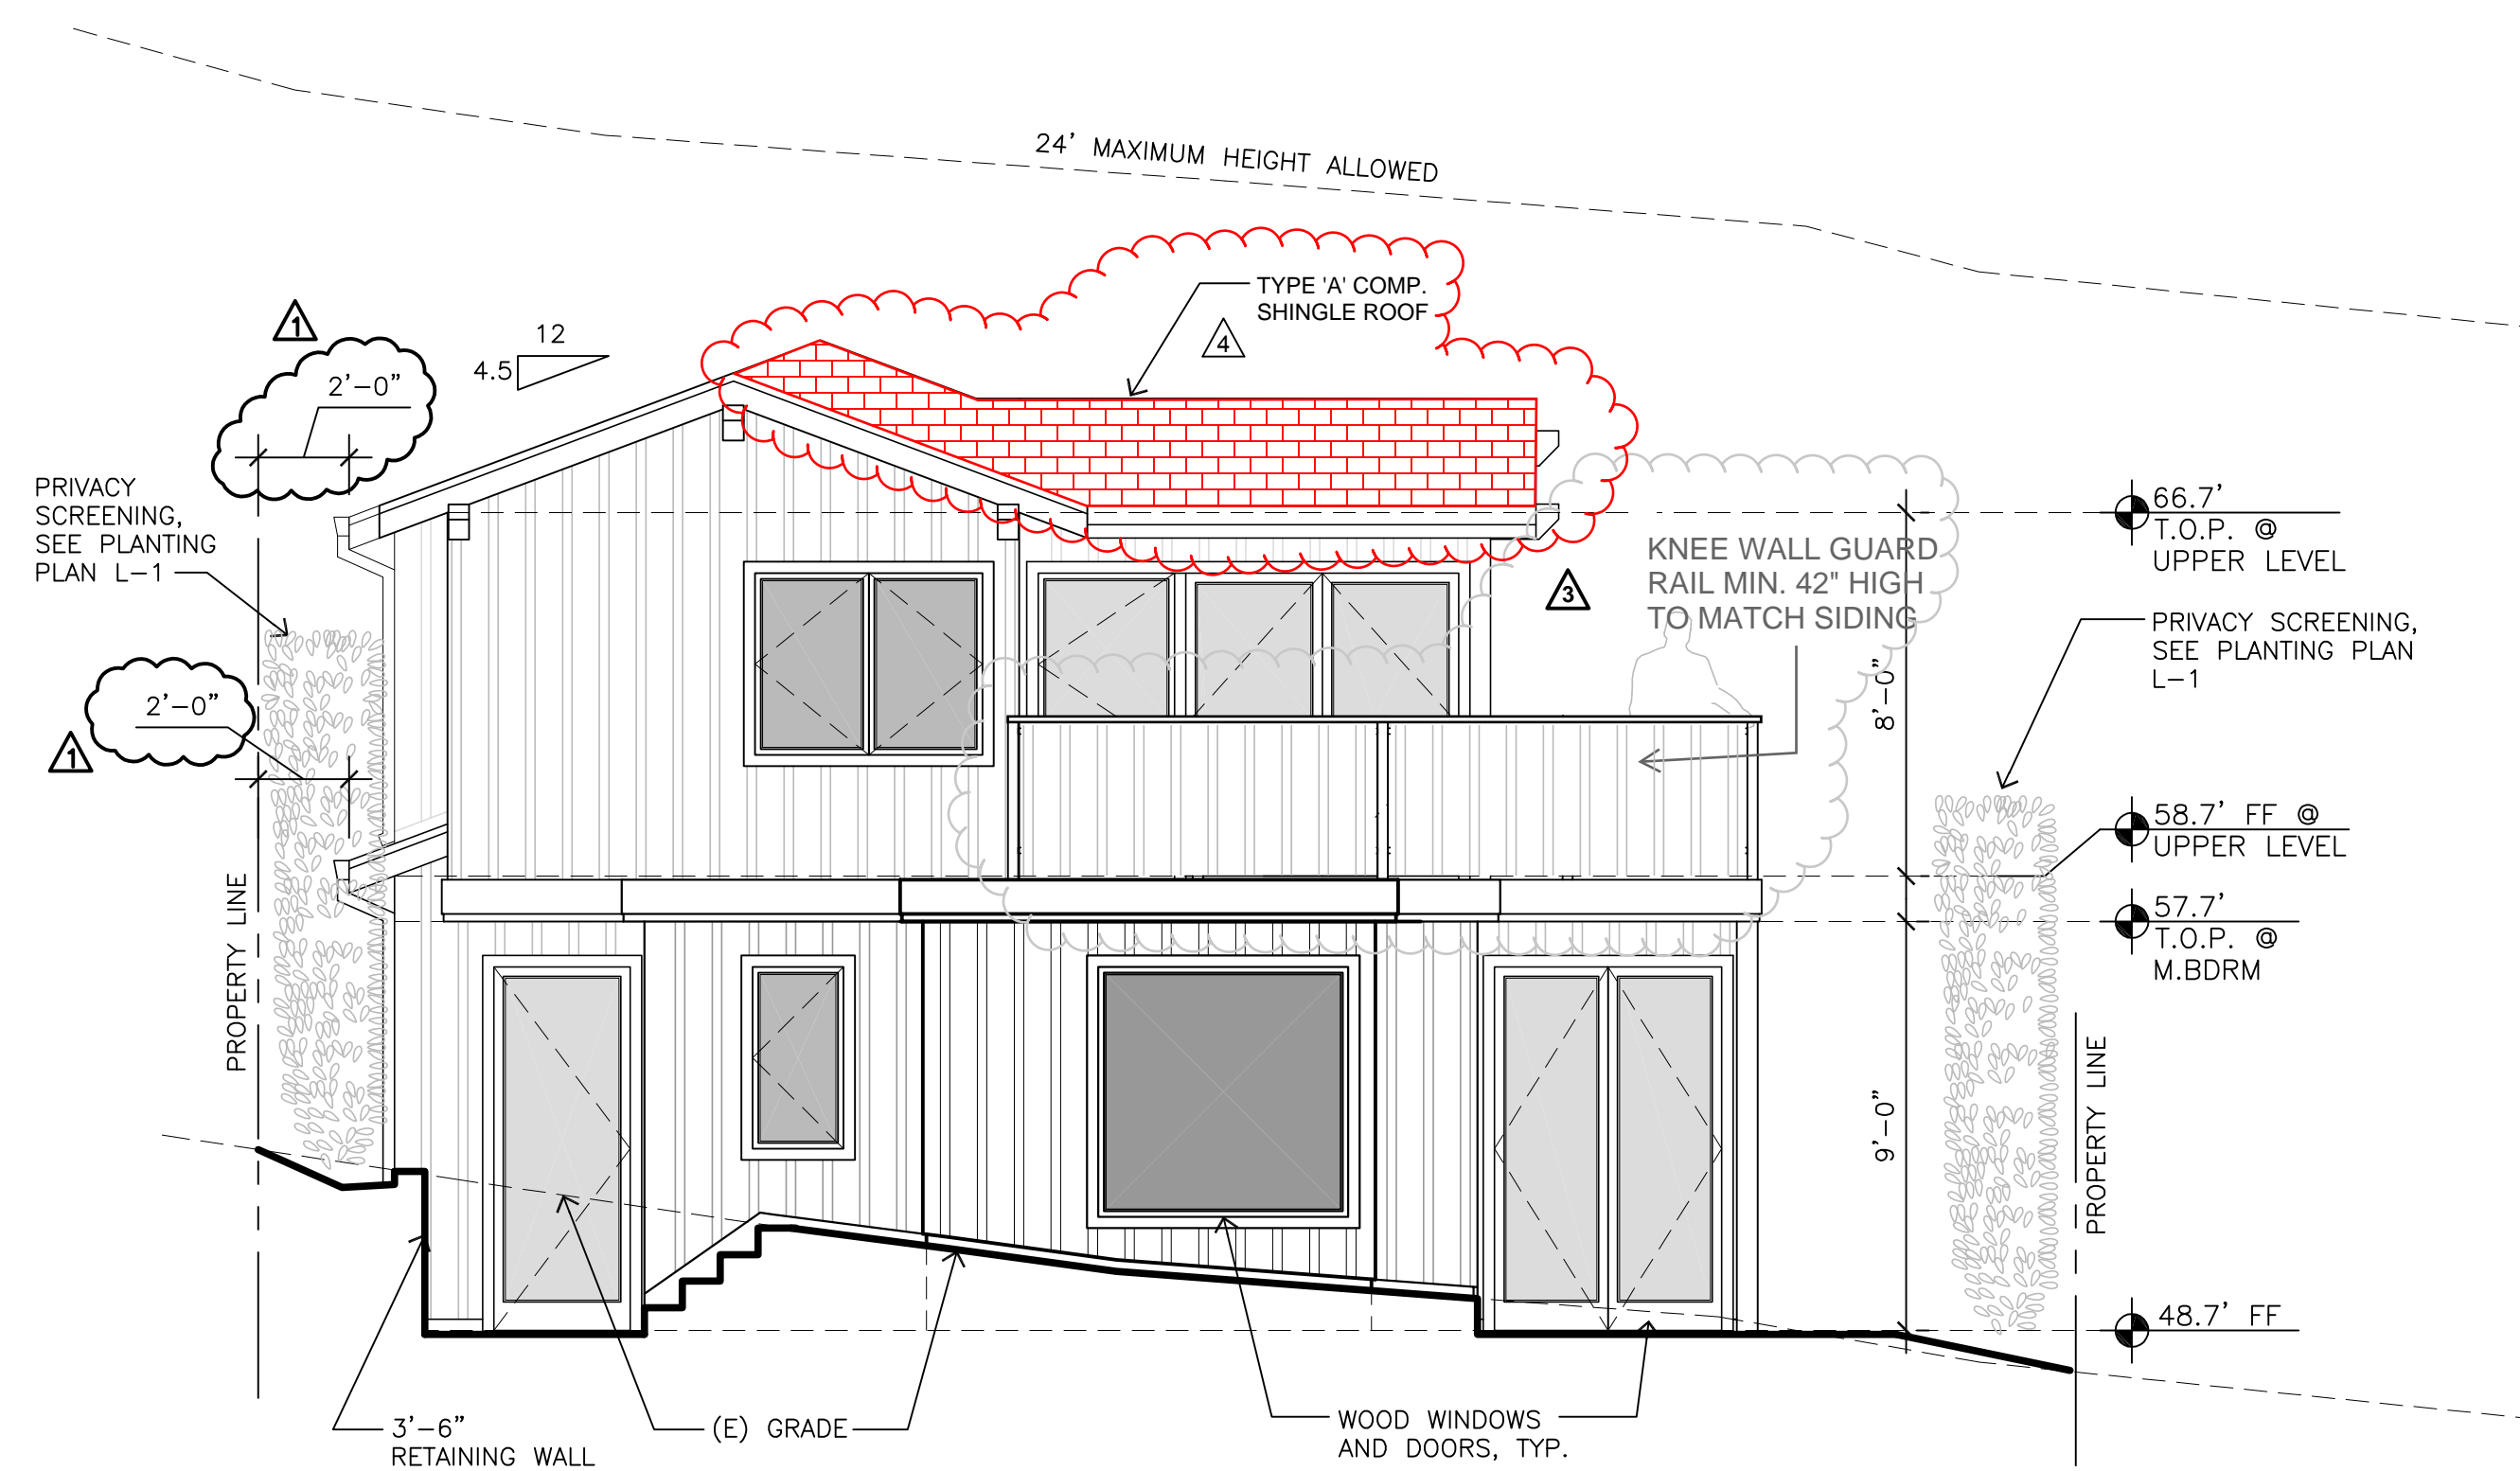 24' MAXIMUM HEIGHT ALLOWED
TYPE 'A' COMP.
SHINGLE ROOF
4
1
2'-0"
12
4.5
PRIVACY
SCREENING,
SEE PLANTING
PLAN L-1
66.7'
T.O.P. @
UPPER LEVEL
KNEE WALL GUARD
RAIL MIN. 42" HIGH
TO MATCH SIDING
3
PRIVACY SCREENING,
SEE PLANTING PLAN
L-1
2'-0"
1
8'-0"
58.7' FF @
UPPER LEVEL
57.7'
T.O.P. @
M.BDRM
PROPERTY LINE
PROPERTY LINE
9'-0"
48.7' FF
3'-6"
RETAINING WALL
(E) GRADE
WOOD WINDOWS
AND DOORS, TYP.